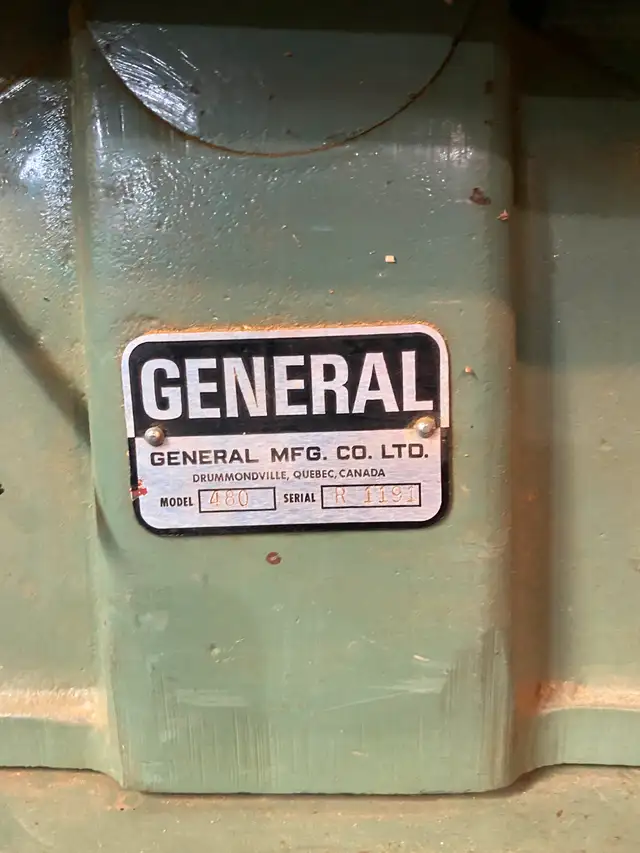 GENERAL
GENERAL MFG. CO. LTD.
DRUMMONDVILLE, QUEBEC, CANADA
MODEL 480 SERIAL R 1191